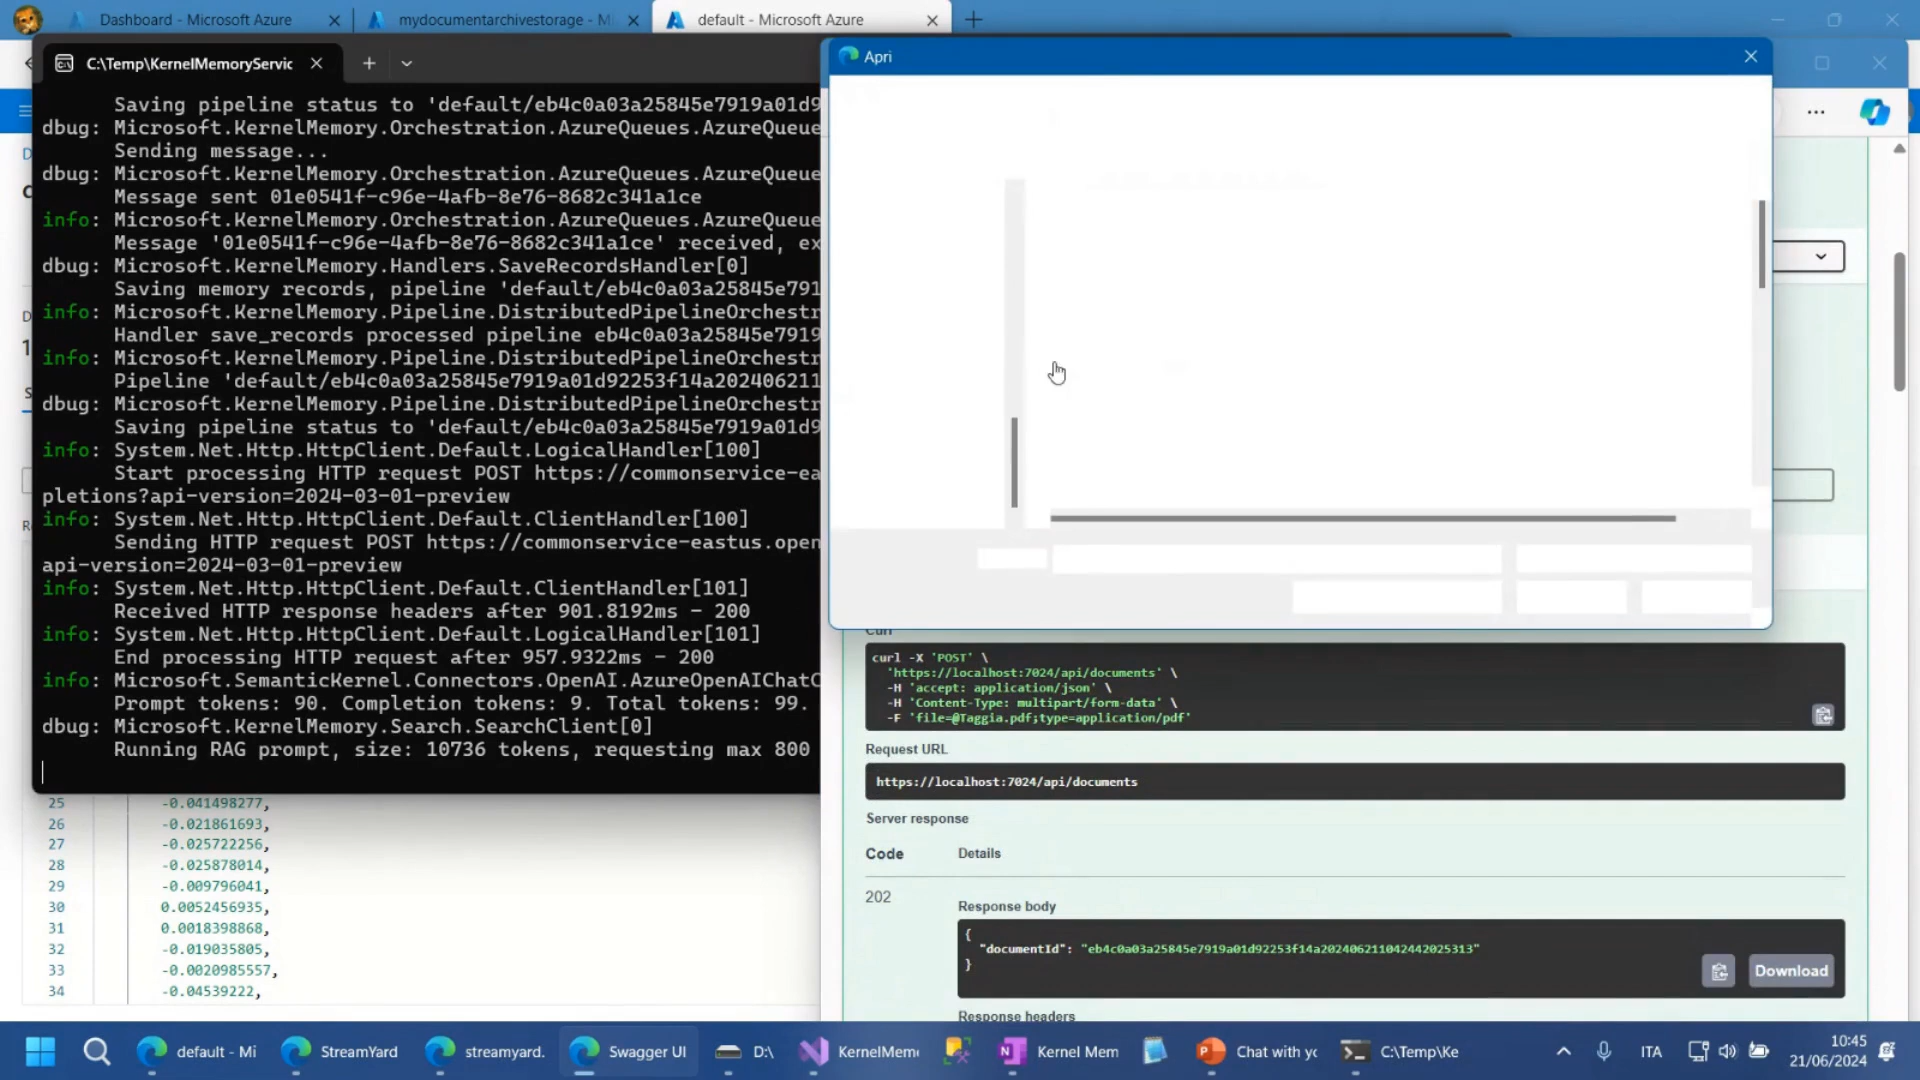 Dashboard - Microsoft Azure
mydocumentarchivestorage - Mi
default - Microsoft Azure
C:\Temp\KernelMemoryServic
Saving pipeline status to 'default/eb4c0a03a25845e7919a01d9
dbug: Microsoft.KernelMemory.Orchestration.AzureQueues.AzureQueue
Sending message...
dbug: Microsoft.KernelMemory.Orchestration.AzureQueues.AzureQueue
Message sent 01e0541f-c96e-4afb-8e76-8682c341a1ce
info: Microsoft.KernelMemory.Orchestration.AzureQueues.AzureQueue
Message '01e0541f-c96e-4afb-8e76-8682c341a1ce' received, ex
dbug: Microsoft.KernelMemory.Handlers.SaveRecordsHandler[0]
Saving memory records, pipeline 'default/eb4c0a03a25845e791
info: Microsoft.KernelMemory.Pipeline.DistributedPipelineOrchestr
Handler save_records processed pipeline eb4c0a03a25845e7919
info: Microsoft.KernelMemory.Pipeline.DistributedPipelineOrchestr
Pipeline 'default/eb4c0a03a25845e7919a01d92253f14a202406211
dbug: Microsoft.KernelMemory.Pipeline.DistributedPipelineOrchestr
Saving pipeline status to 'default/eb4c0a03a25845e7919a01d9
info: System.Net.Http.HttpClient.Default.LogicalHandler[100]
Start processing HTTP request POST https://commonservice-ea
pletions?api-version=2024-03-01-preview
info: System.Net.Http.HttpClient.Default.ClientHandler[100]
Sending HTTP request POST https://commonservice-eastus.open
api-version=2024-03-01-preview
info: System.Net.Http.HttpClient.Default.ClientHandler[101]
Received HTTP response headers after 901.8192ms - 200
info: System.Net.Http.HttpClient.Default.LogicalHandler[101]
End processing HTTP request after 957.9322ms - 200
info: Microsoft.SemanticKernel.Connectors.OpenAI.AzureOpenAIChatC
Prompt tokens: 90. Completion tokens: 9. Total tokens: 99.
dbug: Microsoft.KernelMemory.Search.SearchClient[0]
Running RAG prompt, size: 10736 tokens, requesting max 800
25 -0.041498277,
26 -0.021861693,
27 -0.025722256,
28 -0.025878014,
29 -0.009796041,
30 0.0052456935,
31 0.0018398868,
32 -0.019035805,
33 -0.0020985557,
34 -0.04539222,
Apri
Curl
curl -X 'POST' \
'https://localhost:7024/api/documents' \
-H 'accept: application/json' \
-H 'Content-Type: multipart/form-data' \
-F 'file=@Taggia.pdf;type=application/pdf'
Request URL
https://localhost:7024/api/documents
Server response
Code Details
202
Response body
{
"documentId": "eb4c0a03a25845e7919a01d92253f14a202406211042442025313"
}
Download
Response headers
default - Mi
StreamYard
streamyard.
Swagger UI
D:\
KernelMem
Kernel Mem
Chat with yo
C:\Temp\Ke
ITA
10:45
21/06/2024